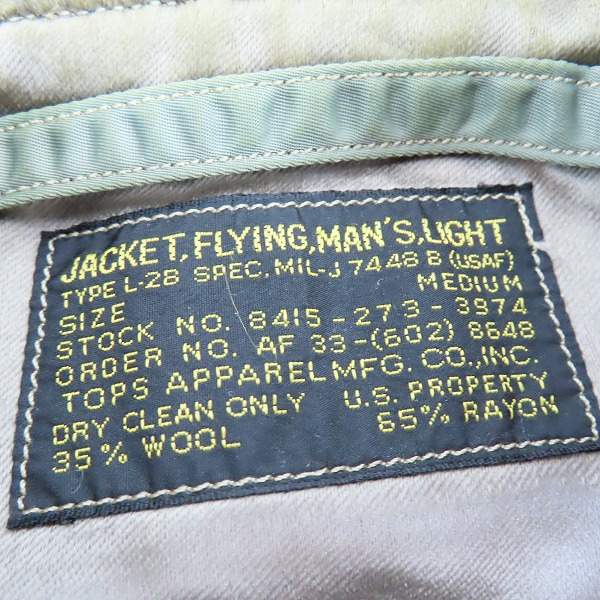 JACKET, FLYING, MAN'S, LIGHT
TYPE L-2B SPEC. MIL-J 7448 B (USAF)
SIZE MEDIUM
STOCK NO. 8415-273-3974
ORDER NO. AF 33-(602) 8648
TOPS APPAREL MFG. CO., INC.
DRY CLEAN ONLY U.S. PROPERTY
35% WOOL 65% RAYON